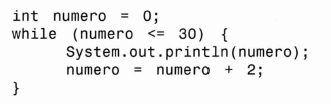 int numero = 0;
while (numero <= 30) {
System.out.println(numero);
numero = numero + 2;
}